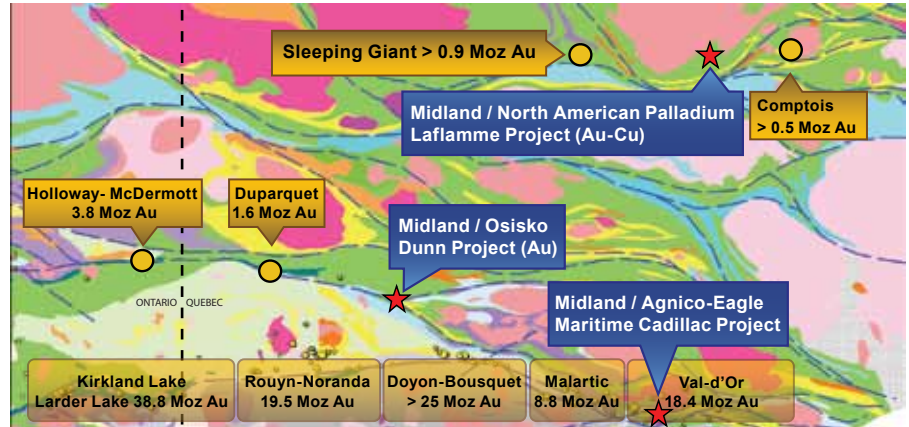 Sleeping Giant > 0.9 Moz Au
Midland / North American Palladium
Laflamme Project (Au-Cu)
Comptois
> 0.5 Moz Au
Holloway- McDermott
3.8 Moz Au
Duparquet
1.6 Moz Au
Midland / Osisko
Dunn Project (Au)
ONTARIO
QUEBEC
Midland / Agnico-Eagle
Maritime Cadillac Project
Kirkland Lake
Larder Lake 38.8 Moz Au
Rouyn-Noranda
19.5 Moz Au
Doyon-Bousquet
> 25 Moz Au
Malartic
8.8 Moz Au
Val-d'Or
18.4 Moz Au